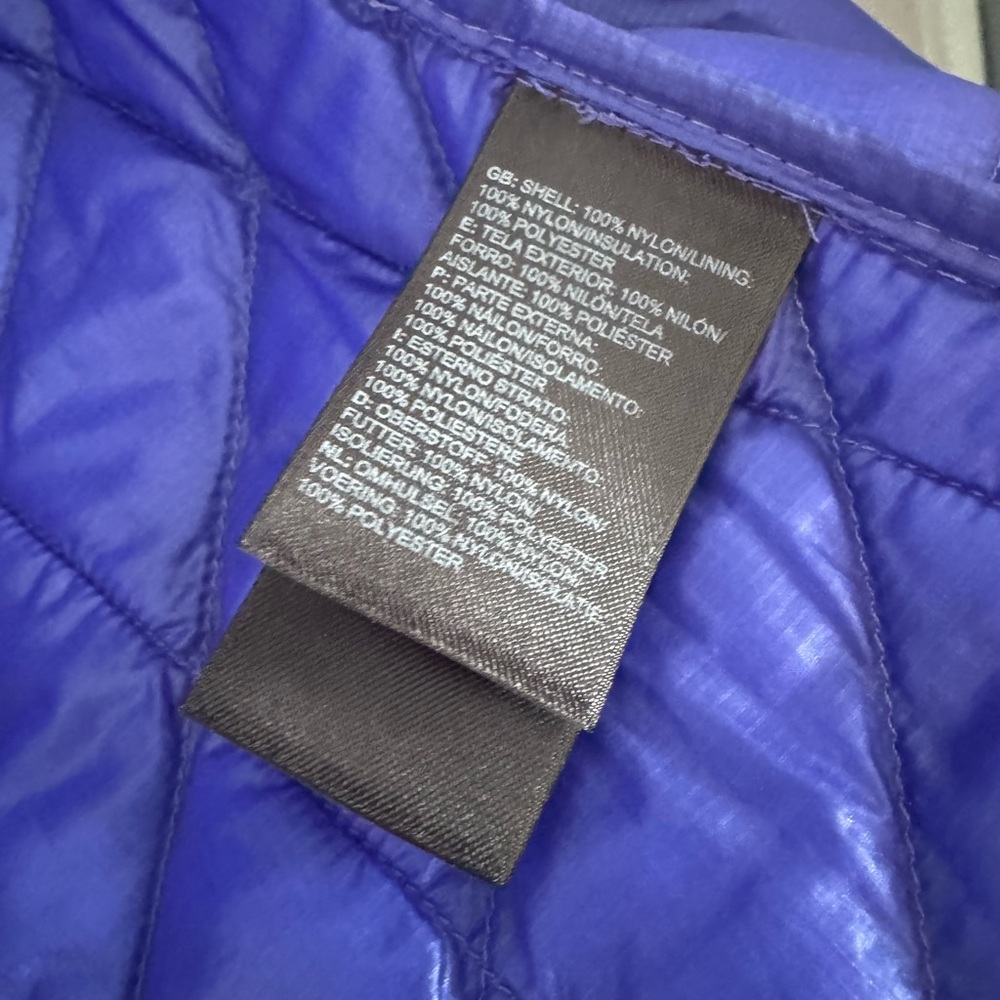 GB: SHELL: 100% NYLON/LINING:
100% NYLON/INSULATION:
100% POLYESTER
E: TELA EXTERIOR: 100% NILÓN/
FORRO: 100% NILÓN/TELA
AISLANTE: 100% POLIÉSTER
P: PARTE EXTERNA:
100% NÁILON/FORRO:
100% NÁILON/ISOLAMENTO:
100% POLIÉSTER
I: ESTERNO STRATO:
100% NYLON/FODERA
100% NYLON/ISOLAMENTO:
100% POLIESTERE
D: OBERSTOFF: 100% NYLON/
FUTTER: 100% NYLON/
ISOLIERUNG: 100% POLYESTER
NL: OMHULSEL: 100% NYLON/
VOERING: 100% NYLON/ISOLATIE:
100% POLYESTER